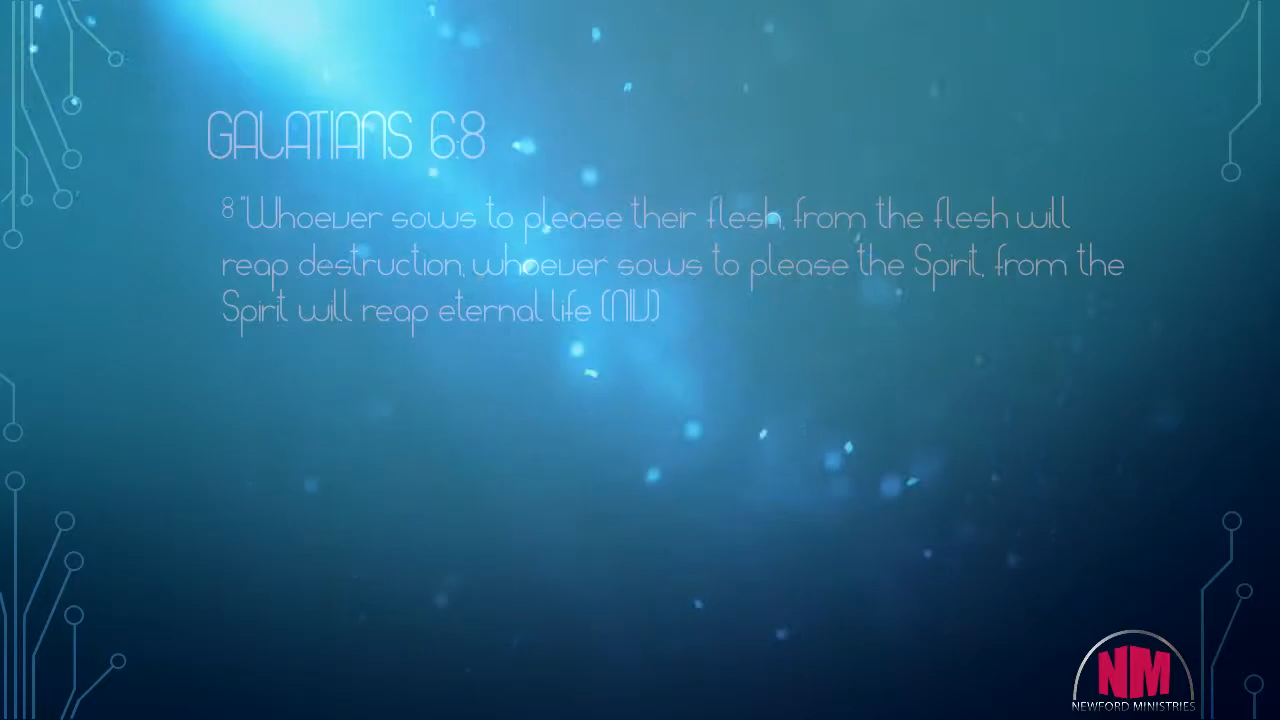 GALATIANS 6:8
8 "Whoever sows to please their flesh, from the flesh will
reap destruction, whoever sows to please the Spirit, from the
Spirit will reap eternal life (NIV)
NM
NEWFORD MINISTRIES